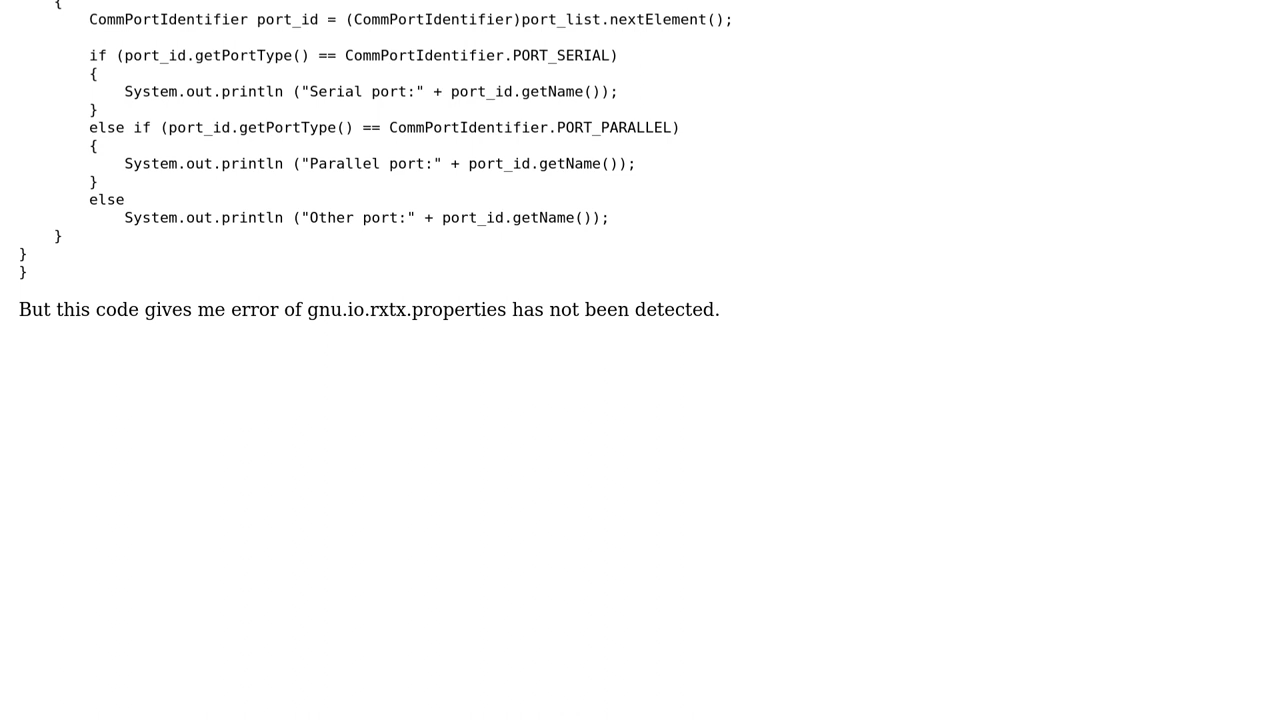 {
CommPortIdentifier port_id = (CommPortIdentifier)port_list.nextElement();
if (port_id.getPortType() == CommPortIdentifier.PORT_SERIAL)
{
System.out.println ("Serial port:" + port_id.getName());
}
else if (port_id.getPortType() == CommPortIdentifier.PORT_PARALLEL)
{
System.out.println ("Parallel port:" + port_id.getName());
}
else
System.out.println ("Other port:" + port_id.getName());
}
}
}
But this code gives me error of gnu.io.rxtx.properties has not been detected.